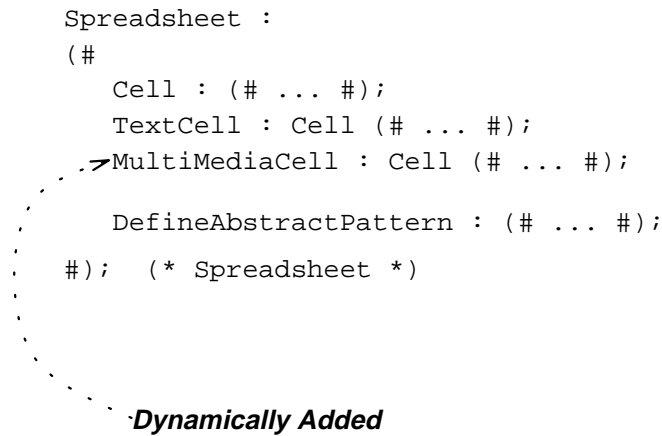 Spreadsheet :
(#
Cell : (# ... #);
TextCell : Cell (# ... #);
MultiMediaCell : Cell (# ... #);
DefineAbstractPattern : (# ... #);
#); (* Spreadsheet *)
Dynamically Added